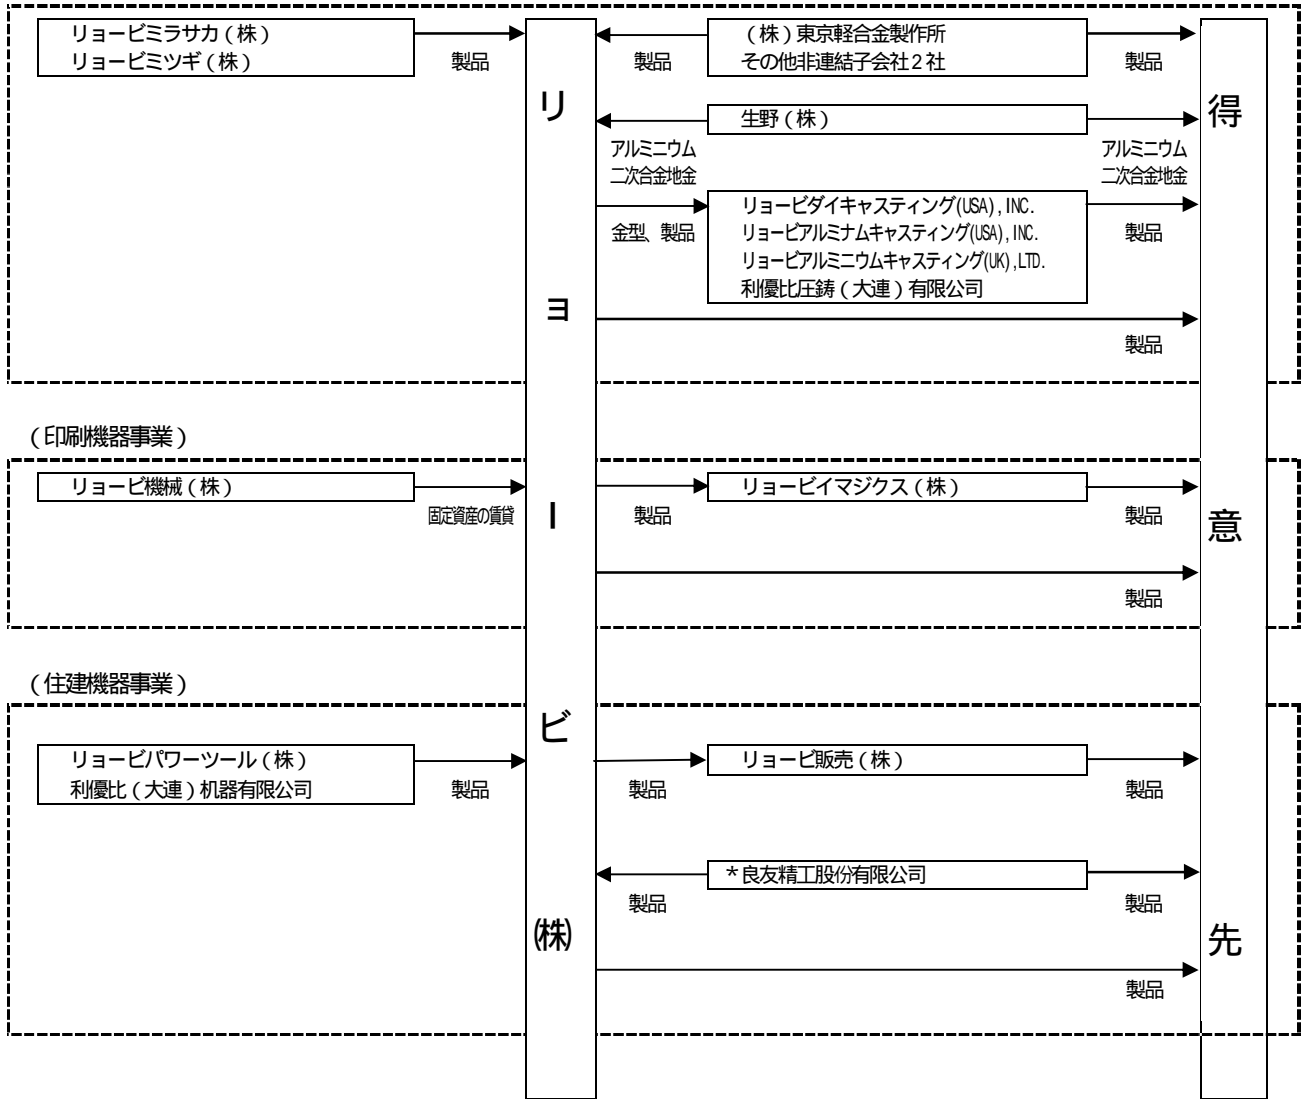 リョービミラサカ(株)
リョービミツギ(株)
製品
製品
(株)東京軽合金製作所
その他非連結子会社2社
製品
生野(株)
アルミニウム
二次合金地金
アルミニウム
二次合金地金
金型、製品
リョービダイキャスティング(USA),INC.
リョービアルミナムキャスティング(USA),INC.
リョービアルミニウムキャスティング(UK),LTD.
利優比圧鋳(大連)有限公司
製品
製品
(印刷機器事業)
リョービ機械(株)
固定資産の賃貸
製品
リョービイマジクス(株)
製品
製品
(住建機器事業)
リョービパワーツール(株)
利優比(大連)机器有限公司
製品
製品
リョービ販売(株)
製品
*良友精工股份有限公司
製品
製品
製品
リョービ㈱
得意先